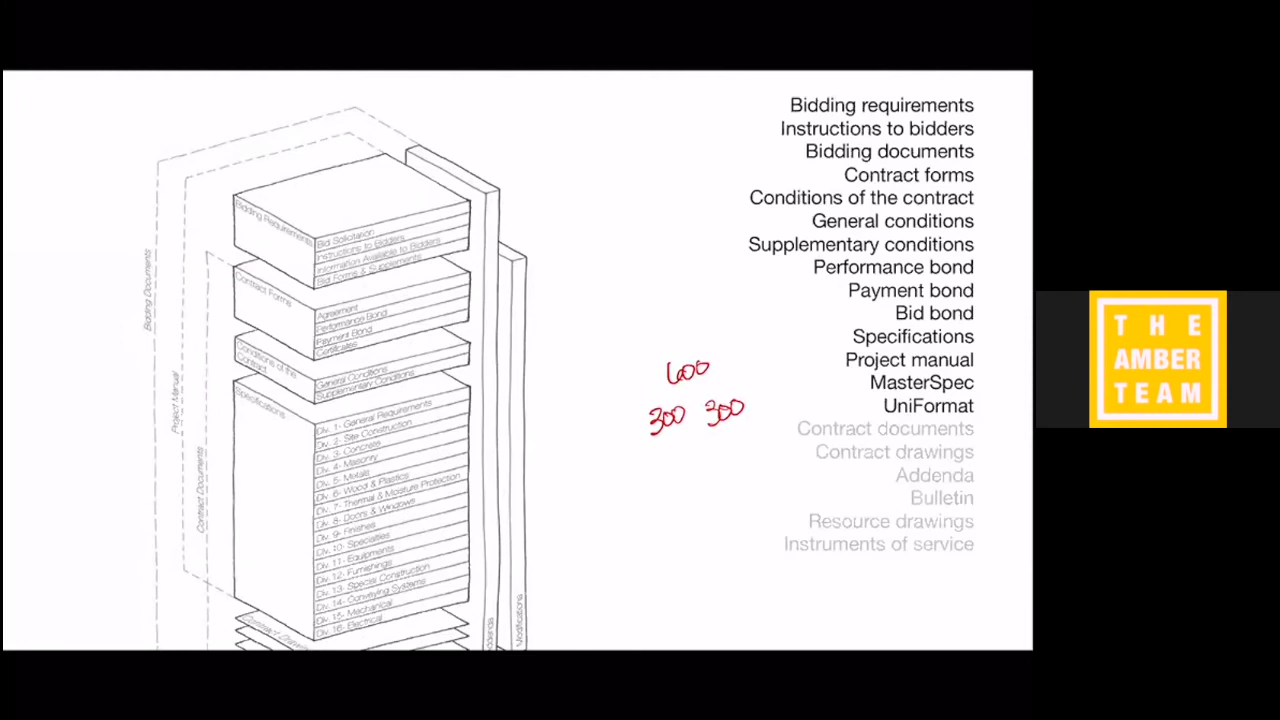 Bidding requirements
Instructions to bidders
Bidding documents
Contract forms
Conditions of the contract
General conditions
Supplementary conditions
Performance bond
Payment bond
Bid bond
Specifications
Project manual
MasterSpec
UniFormat
Contract documents
Contract drawings
Addenda
Bulletin
Resource drawings
Instruments of service
600
300 300
Bidding Documents
Project Manual
Contract Documents
Bidding Requirements
Bid Solicitation
Instructions to Bidders
Information Available to Bidders
Bid Forms & Supplements
Contract Forms
Agreement
Performance Bond
Payment Bond
Certificates
Conditions of the
Contract
General Conditions
Supplementary Conditions
Specifications
Div. 1- General Requirements
Div. 2- Site Construction
Div. 3- Concrete
Div. 4- Masonry
Div. 5- Metals
Div. 6- Wood & Plastics
Div. 7- Thermal & Moisture Protection
Div. 8- Doors & Windows
Div. 9- Finishes
Div. 10- Specialties
Div. 11- Equipments
Div. 12- Furnishings
Div. 13- Special Construction
Div. 14- Conveying Systems
Div. 15- Mechanical
Div. 16- Electrical
Contract
Modifications
THE
AMBER
TEAM